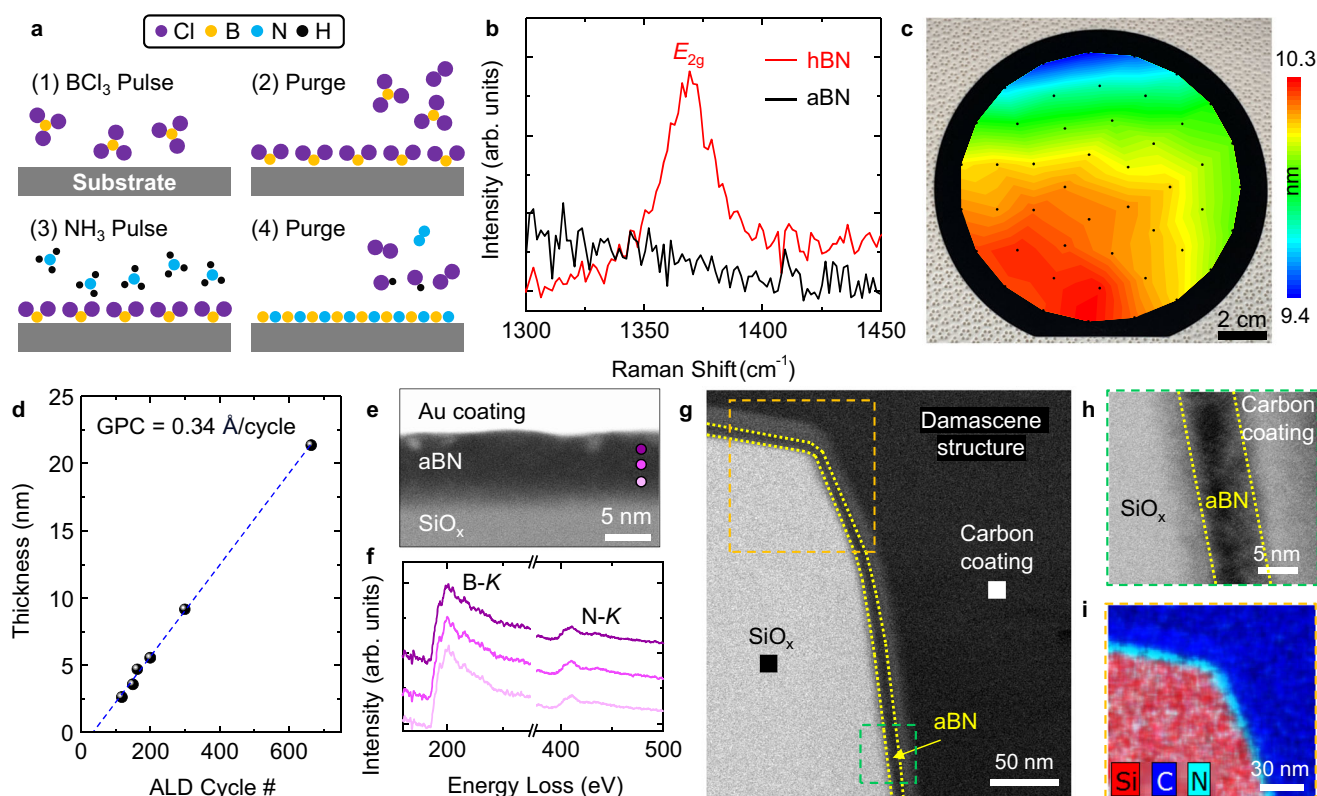 a
Cl B N H
(1) BCl₃ Pulse
(2) Purge
Substrate
(3) NH₃ Pulse
(4) Purge
b
Intensity (arb. units)
E₂g
hBN
aBN
1300 1350 1400 1450
Raman Shift (cm⁻¹)
c
10.3
nm
9.4
2 cm
d
GPC = 0.34 Å/cycle
Thickness (nm)
25
20
15
10
5
0
0 200 400 600
ALD Cycle #
e
Au coating
aBN
SiOₓ
5 nm
f
Intensity (arb. units)
B-K
N-K
200 400 500
Energy Loss (eV)
g
Damascene
structure
Carbon
coating
SiOₓ
aBN
50 nm
h
Carbon
coating
SiOₓ
aBN
5 nm
i
Si C N
30 nm